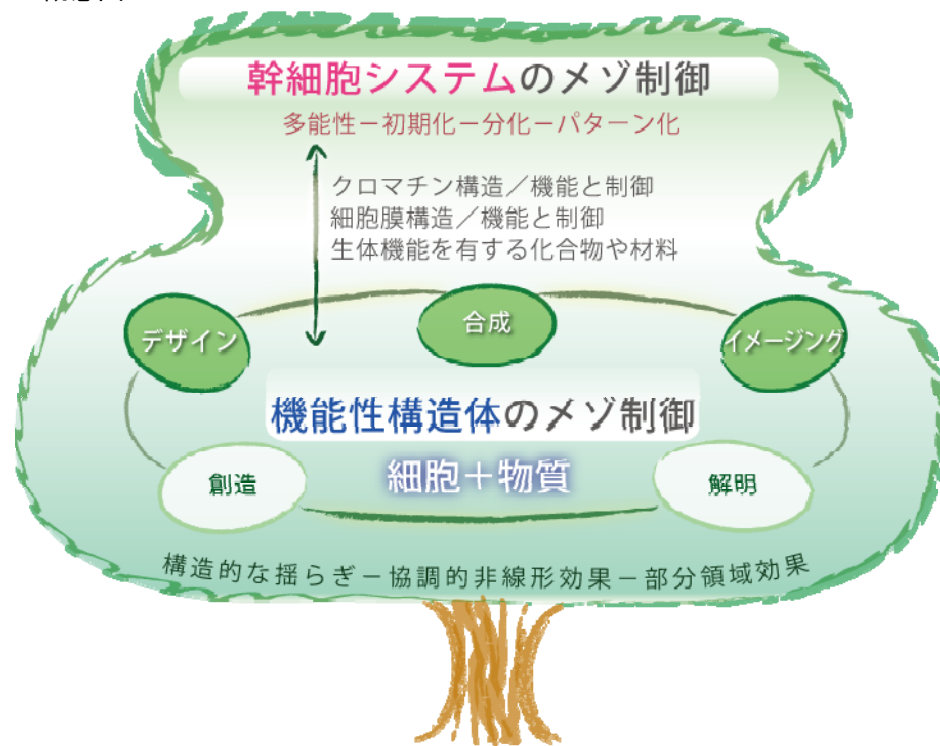 幹細胞システムのメゾ制御
多能性－初期化－分化－パターン化
クロマチン構造／機能と制御
細胞膜構造／機能と制御
生体機能を有する化合物や材料
デザイン
合成
イメージング
機能性構造体のメゾ制御
細胞＋物質
創造
解明
構造的な揺らぎ－協調的非線形効果－部分領域効果